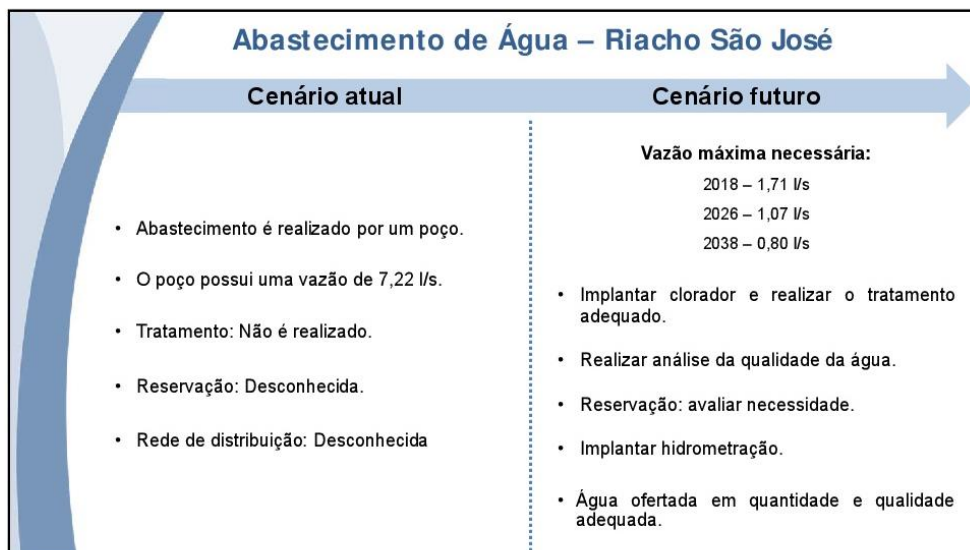 Abastecimento de Água – Riacho São José
Cenário atual
Cenário futuro
• Abastecimento é realizado por um poço.
• O poço possui uma vazão de 7,22 l/s.
• Tratamento: Não é realizado.
• Reservação: Desconhecida.
• Rede de distribuição: Desconhecida
Vazão máxima necessária:
2018 – 1,71 l/s
2026 – 1,07 l/s
2038 – 0,80 l/s
• Implantar clorador e realizar o tratamento
adequado.
• Realizar análise da qualidade da água.
• Reservação: avaliar necessidade.
• Implantar hidrometração.
• Água ofertada em quantidade e qualidade
adequada.